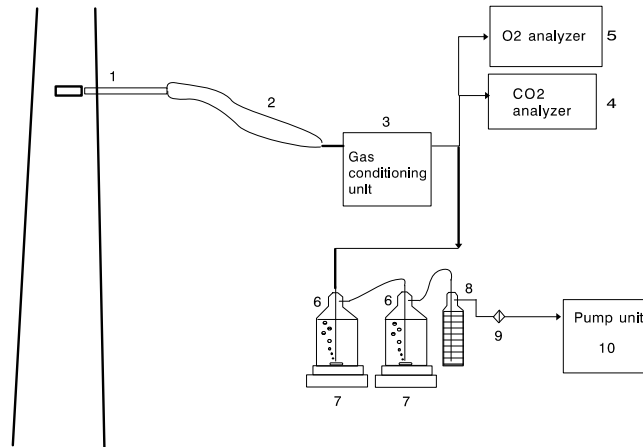 1
2
3
Gas
conditioning
unit
O2 analyzer
5
CO2
analyzer
4
6
6
8
9
7
7
Pump unit
10